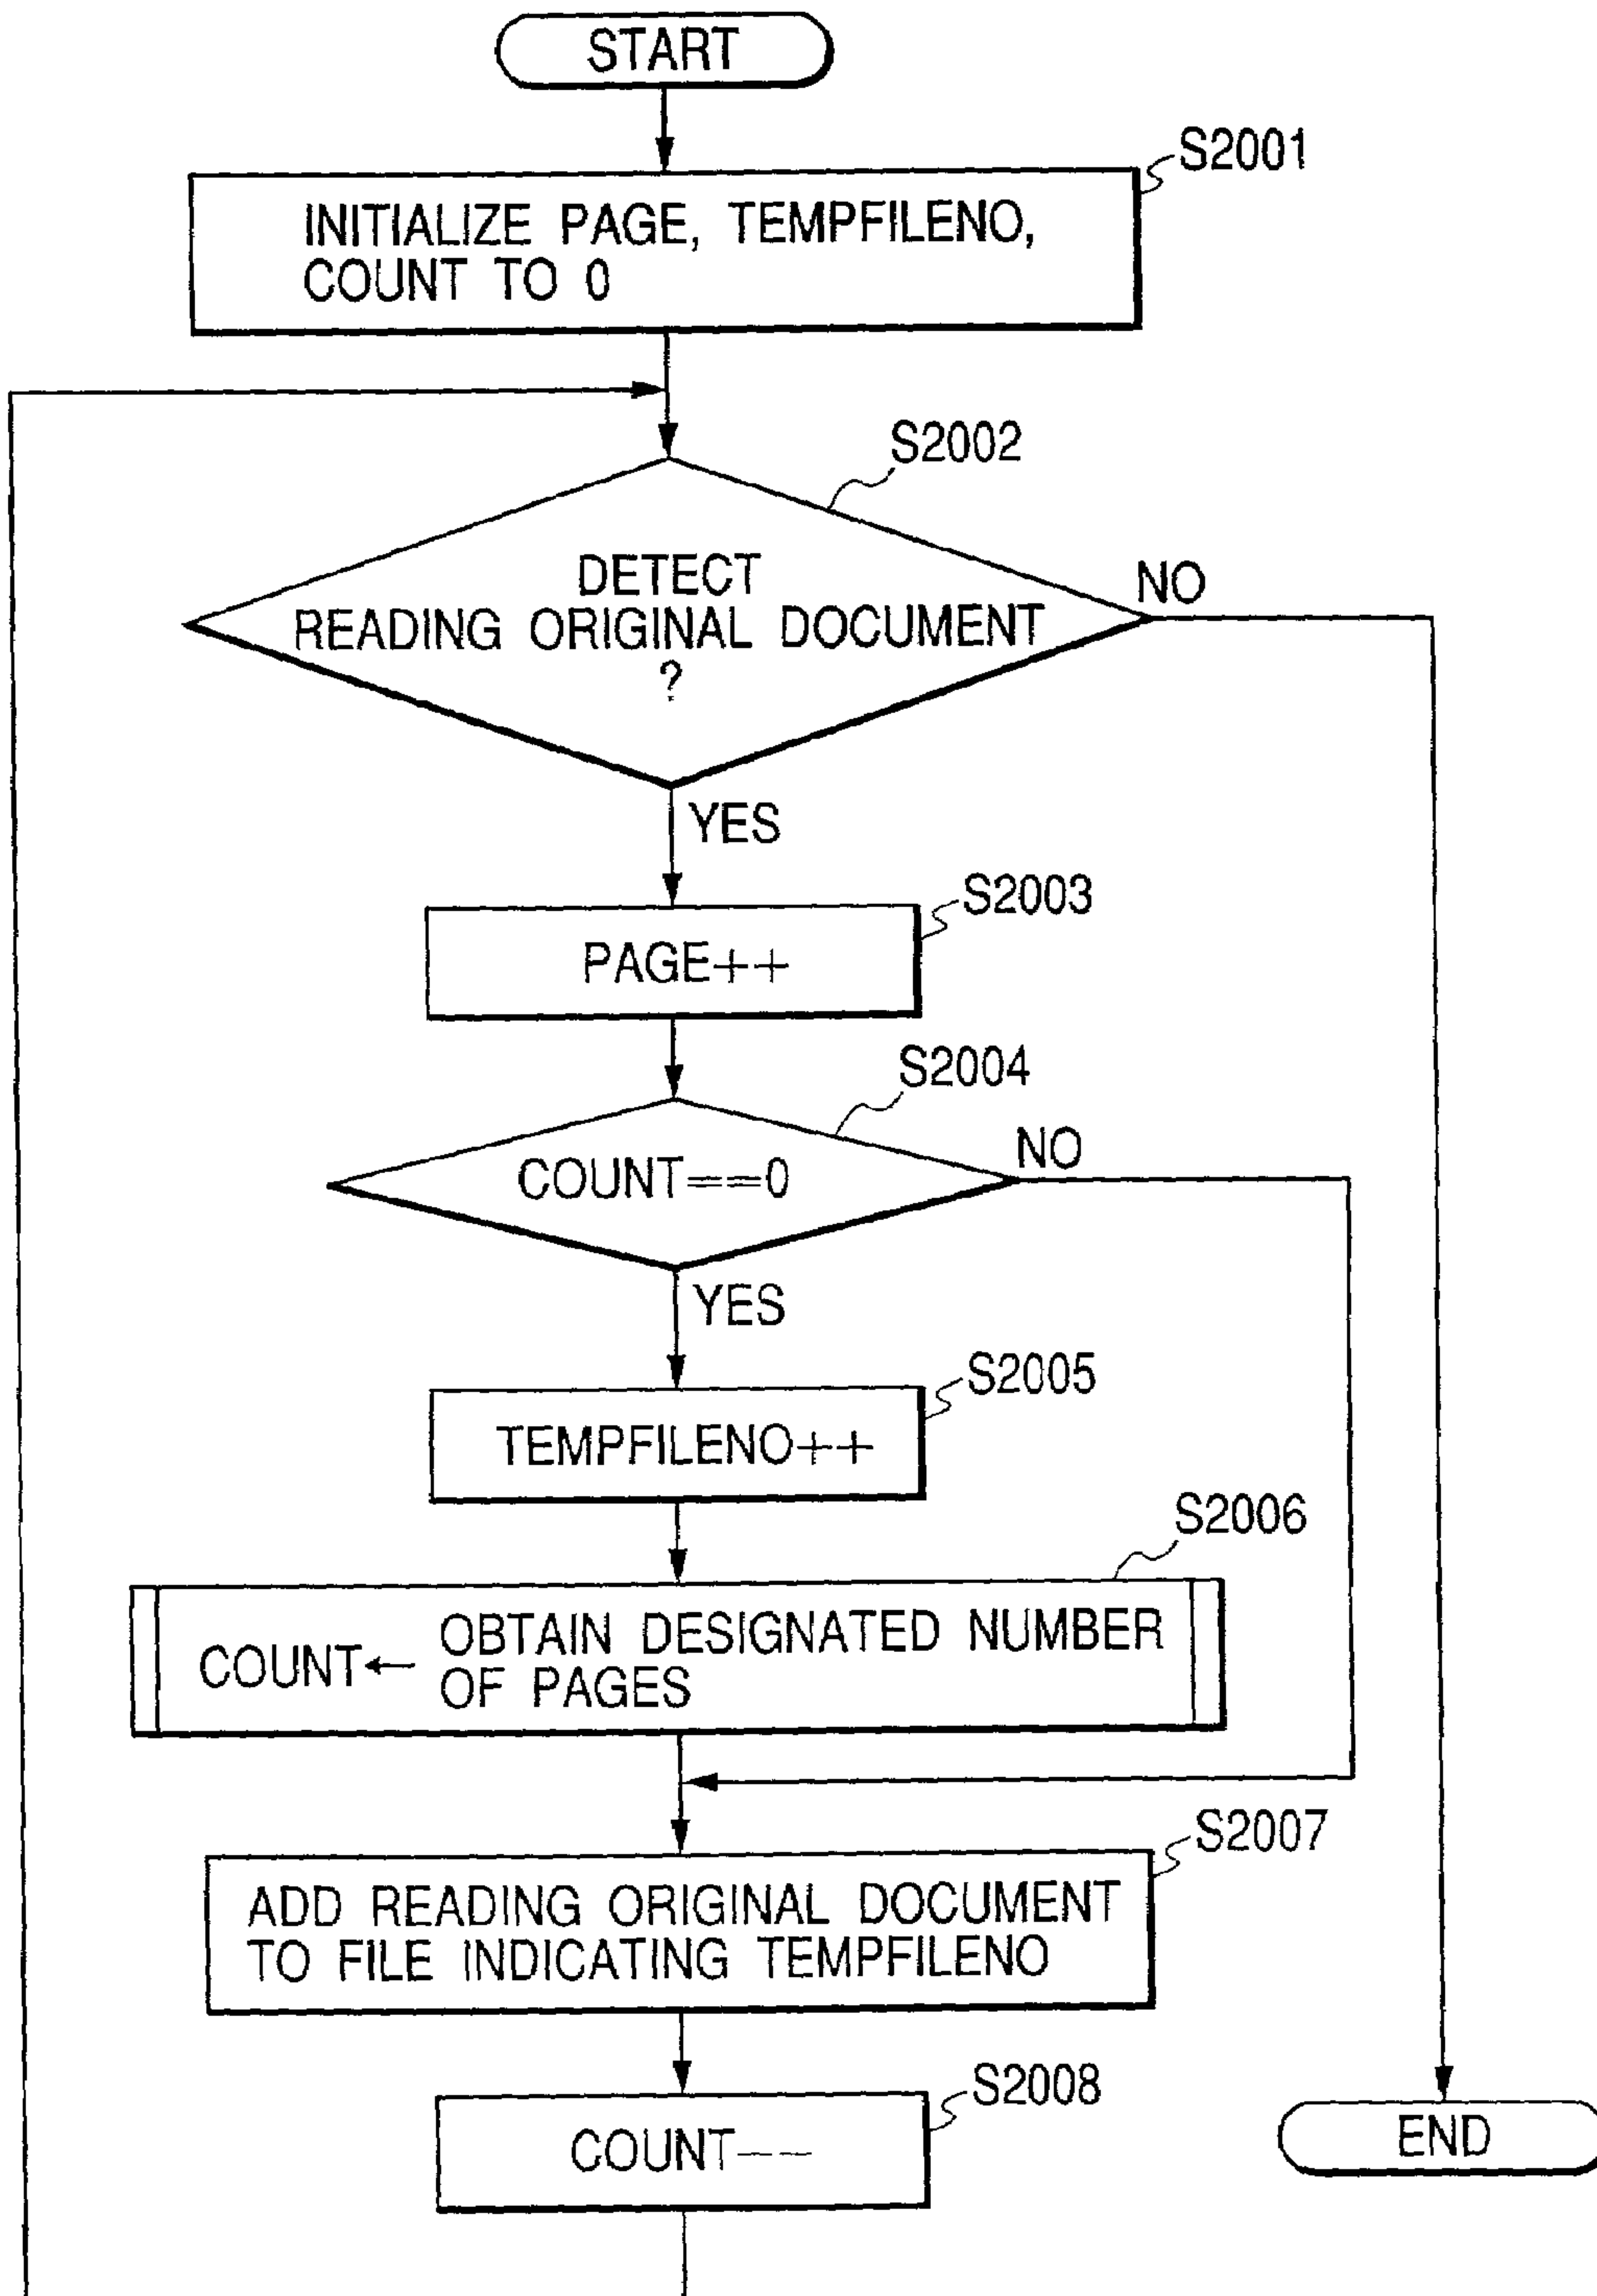 START
S2001
INITIALIZE PAGE, TEMPFILENO,
COUNT TO 0
S2002
DETECT
READING ORIGINAL DOCUMENT
?
NO
YES
S2003
PAGE++
S2004
COUNT==0
NO
YES
S2005
TEMPFILENO++
S2006
COUNT← OBTAIN DESIGNATED NUMBER
OF PAGES
S2007
ADD READING ORIGINAL DOCUMENT
TO FILE INDICATING TEMPFILENO
S2008
COUNT--
END